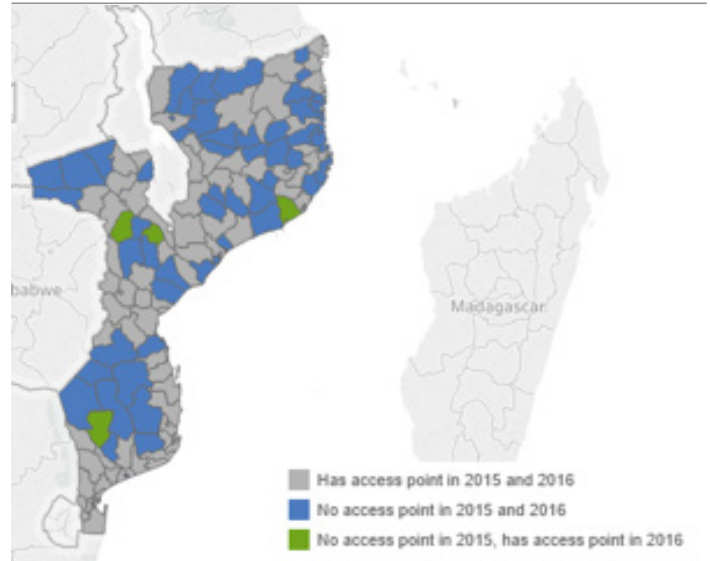 babwe
Madagascar
Has access point in 2015 and 2016
No access point in 2015 and 2016
No access point in 2015, has access point in 2016